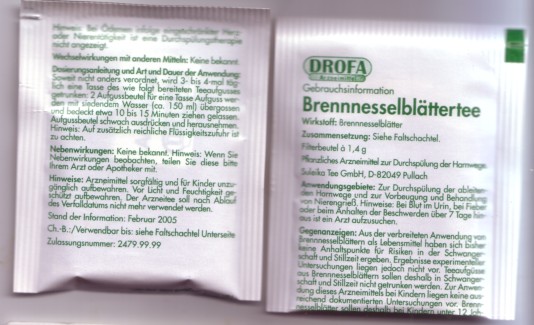 Hinweis: Bei Ödemen infolge eingeschränkter Herz-
oder Nierentätigkeit ist eine Durchspülungstherapie
nicht angezeigt.
Wechselwirkungen mit anderen Mitteln: Keine bekannt.
Dosierungsanleitung und Art und Dauer der Anwendung:
Soweit nicht anders verordnet, wird 3- bis 4-mal täg-
lich eine Tasse des wie folgt bereiteten Teeaufgusses
getrunken: 2 Aufgussbeutel für eine Tasse Aufguss wer-
den mit siedendem Wasser (ca. 150 ml) übergossen
und bedeckt etwa 10 bis 15 Minuten ziehen gelassen,
Aufgussbeutel schwach ausdrücken und herausnehmen.
Hinweis: Auf zusätzlich reichliche Flüssigkeitszufuhr ist
zu achten.
Nebenwirkungen: Keine bekannt. Hinweis: Wenn Sie
Nebenwirkungen beobachten, teilen Sie diese bitte
Ihrem Arzt oder Apotheker mit.
Hinweise: Arzneimittel sorgfältig und für Kinder unzu-
gänglich aufbewahren. Vor Licht und Feuchtigkeit ge-
schützt aufbewahren. Der Arzneitee soll nach Ablauf
des Verfalldatums nicht mehr verwendet werden.
Stand der Information: Februar 2005
Ch.-B.:/Verwendbar bis: siehe Faltschachtel Unterseite
Zulassungsnummer: 2479.99.99
DROFA
Arzneimittel
Gebrauchsinformation
Brennnesselblättertee
Wirkstoff: Brennnesselblätter
Zusammensetzung: Siehe Faltschachtel.
Filterbeutel à 1,4 g
Pflanzliches Arzneimittel zur Durchspülung der Harnwege.
Suleika Tee GmbH, D-82049 Pullach
Anwendungsgebiete: Zur Durchspülung der ableiten-
den Harnwege und zur Vorbeugung und Behandlung
von Nierengrieß. Hinweise: Bei Blut im Urin, bei Fieber
oder beim Anhalten der Beschwerden über 7 Tage hin-
aus ist ein Arzt aufzusuchen.
Gegenanzeigen: Aus der verbreiteten Anwendung von
Brennnesselblättern als Lebensmittel haben sich bisher
keine Anhaltspunkte für Risiken in der Schwanger-
schaft und Stillzeit ergeben. Ergebnisse experimenteller
Untersuchungen liegen jedoch nicht vor. Teeaufgüsse
aus Brennnesselblättern sollen deshalb in Schwanger-
schaft und Stillzeit nicht getrunken werden. Zur Anwen-
dung dieses Arzneimittels bei Kindern liegen keine aus-
reichend dokumentierten Untersuchungen vor. Brenn-
nesselblätter sollen deshalb bei Kindern unter 12 Jah-